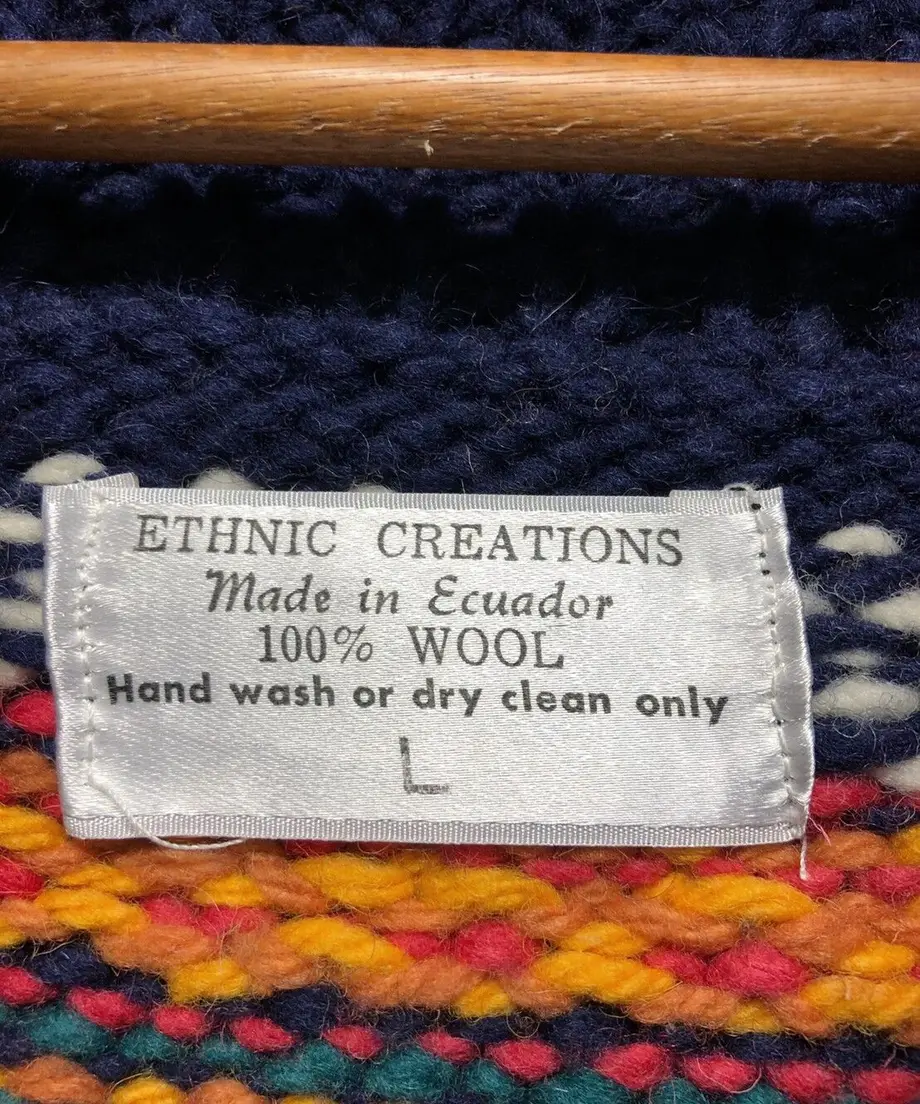 ETHNIC CREATIONS
Made in Ecuador
100% WOOL
Hand wash or dry clean only
L